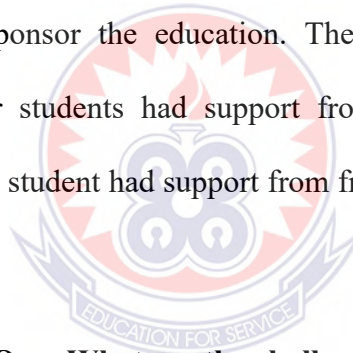 ponsor the education. The
students had support fro
student had support from f
EDUCATION FOR SERVICE